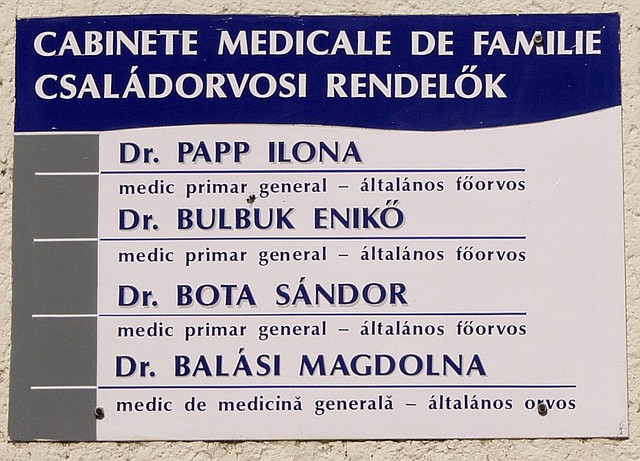 CABINETE MEDICALE DE FAMILIE
CSALÁDORVOSI RENDELŐK
Dr. PAPP ILONA
medic primar general – általános főorvos
Dr. BULBUK ENIKŐ
medic primar general – általános főorvos
Dr. BOTA SÁNDOR
medic primar general – általános főorvos
Dr. BALÁSI MAGDOLNA
medic de medicină generală – általános orvos